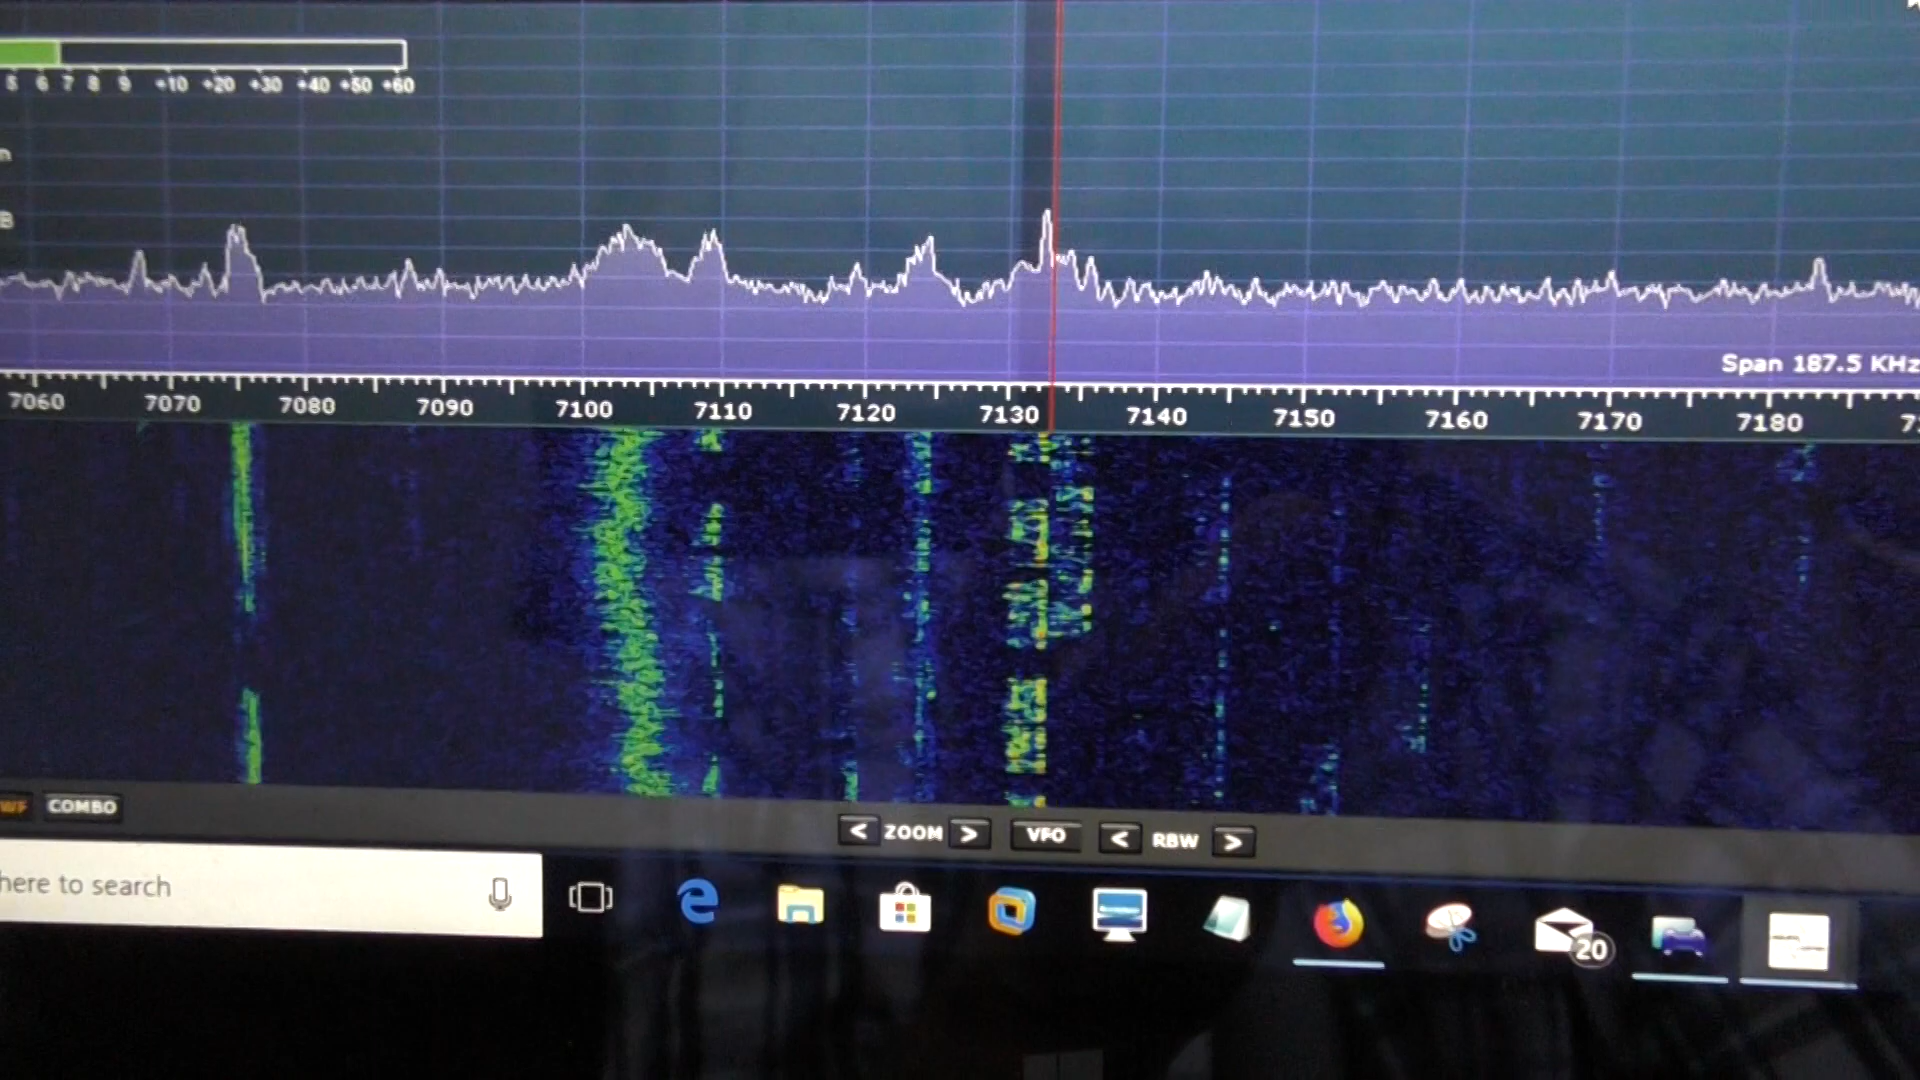 5 6 7 8 9 +10 +20 +30 +40 +50 +60
B
Span 187.5 KHz
7060 7070 7080 7090 7100 7110 7120 7130 7140 7150 7160 7170 7180
WF COMBO
< ZOOM > VFO < RBW >
here to search
20